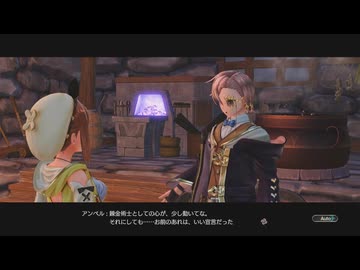 アンペル：錬金術士としての心が、少し動いてな。
それにしても……お前のあれは、いい宣言だった
Auto